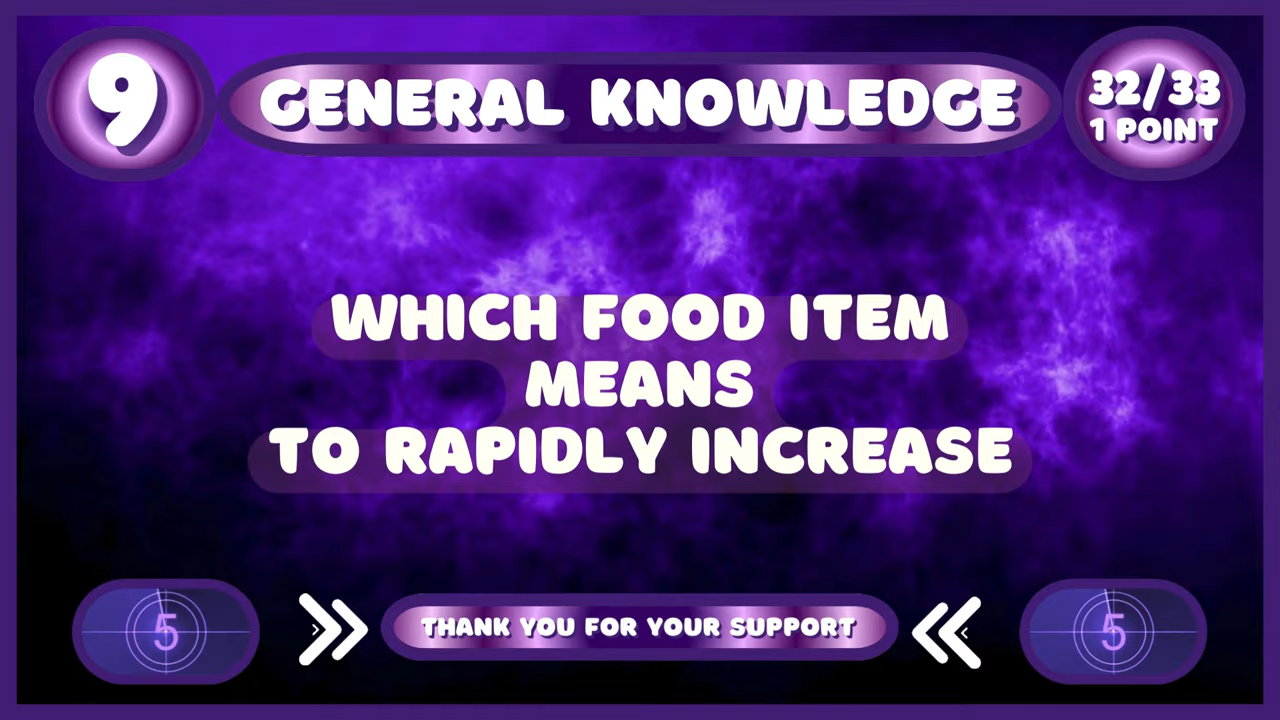 9
GENERAL KNOWLEDGE
32/33
1 POINT
WHICH FOOD ITEM
MEANS
TO RAPIDLY INCREASE
5
THANK YOU FOR YOUR SUPPORT
5